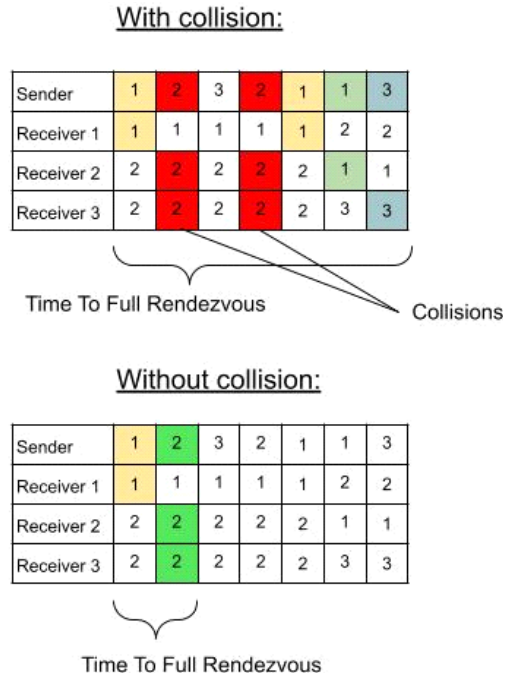 With collision:
Sender 1 2 3 2 1 1 3
Receiver 1 1 1 1 1 1 2 2
Receiver 2 2 2 2 2 2 1 1
Receiver 3 2 2 2 2 2 3 3
Time To Full Rendezvous
Collisions
Without collision:
Sender 1 2 3 2 1 1 3
Receiver 1 1 1 1 1 1 2 2
Receiver 2 2 2 2 2 2 1 1
Receiver 3 2 2 2 2 2 3 3
Time To Full Rendezvous